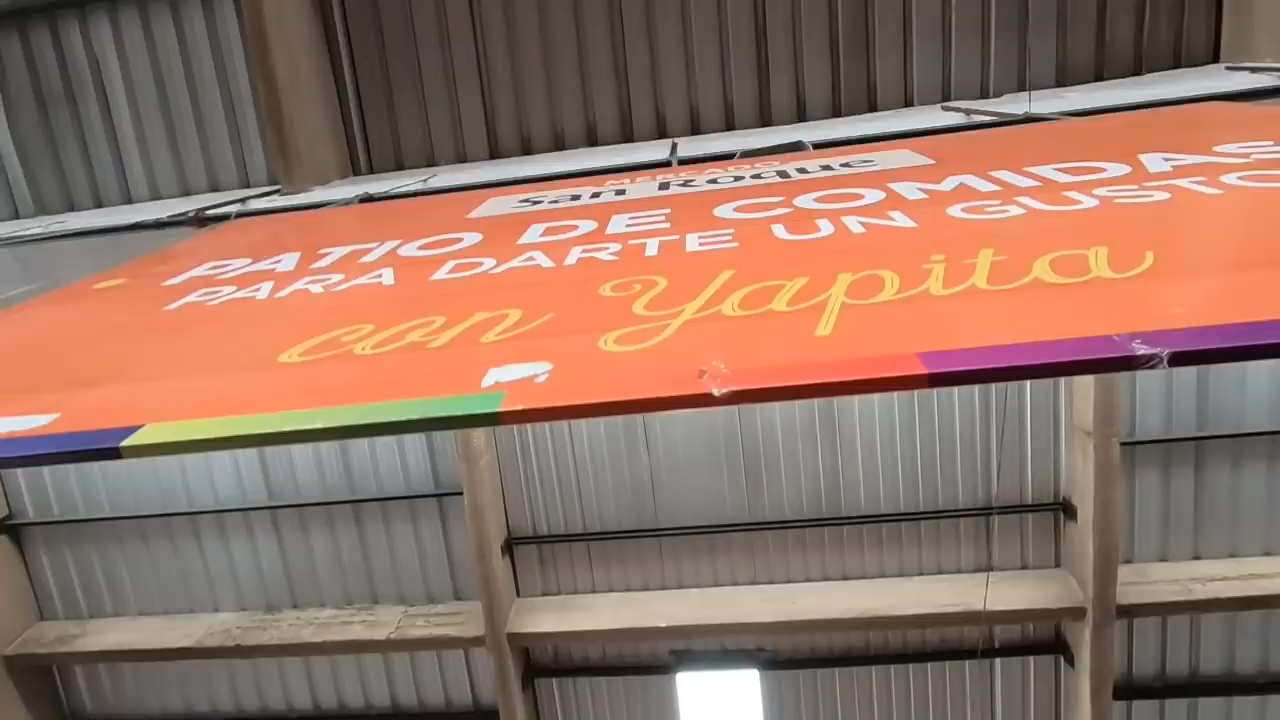 MERCADO
San Roque
PATIO DE COMIDAS
PARA DARTE UN GUSTO
con Yapita